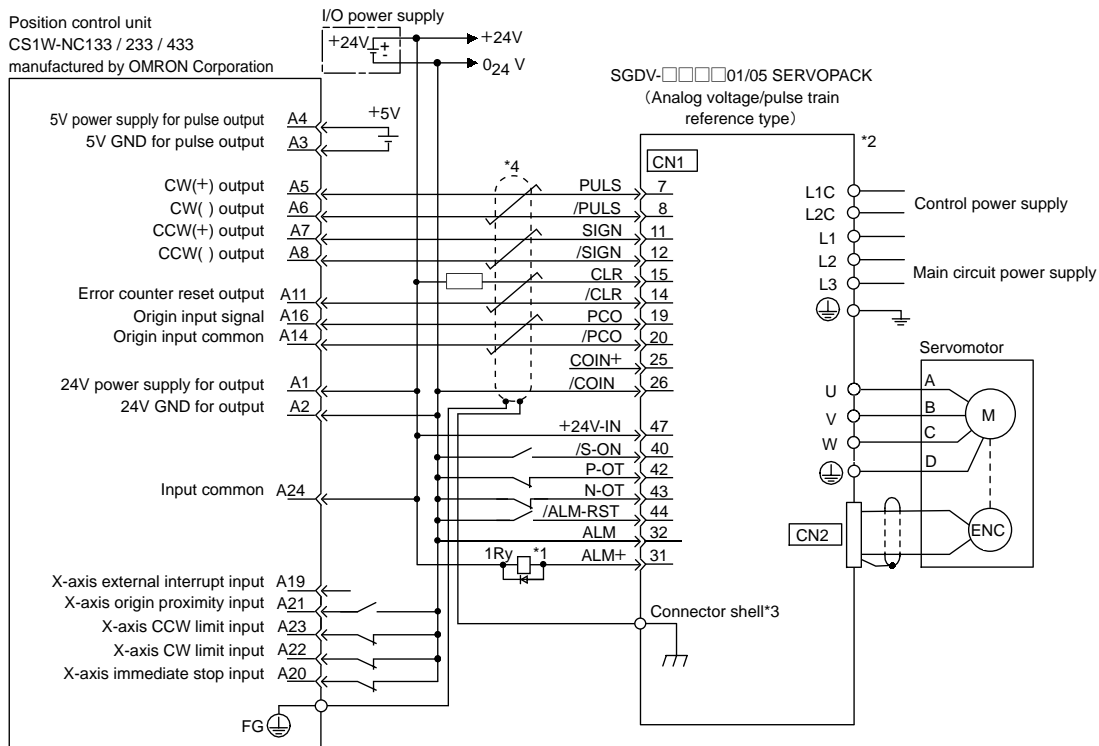 Position control unit
CS1W-NC133 / 233 / 433
manufactured by OMRON Corporation
I/O power supply
+24V
+
-
+24V
0₂₄ V
SGDV-□□□□01/05 SERVOPACK
(Analog voltage/pulse train
reference type)
*2
5V power supply for pulse output A4
+5V
5V GND for pulse output A3
*4
CN1
CW(+) output A5 PULS 7
CW( ) output A6 /PULS 8
CCW(+) output A7 SIGN 11
CCW( ) output A8 /SIGN 12
CLR 15
Error counter reset output A11 /CLR 14
Origin input signal A16 PCO 19
Origin input common A14 /PCO 20
COIN+ 25
24V power supply for output A1 /COIN 26
24V GND for output A2
+24V-IN 47
/S-ON 40
P-OT 42
Input common A24 N-OT 43
/ALM-RST 44
ALM 32
1Ry *1 ALM+ 31
X-axis external interrupt input A19
X-axis origin proximity input A21
X-axis CCW limit input A23
X-axis CW limit input A22
X-axis immediate stop input A20
FG
Connector shell*3
L1C
L2C
Control power supply
L1
L2
L3
Main circuit power supply
Servomotor
U A
V B
W C
D
M
CN2
ENC